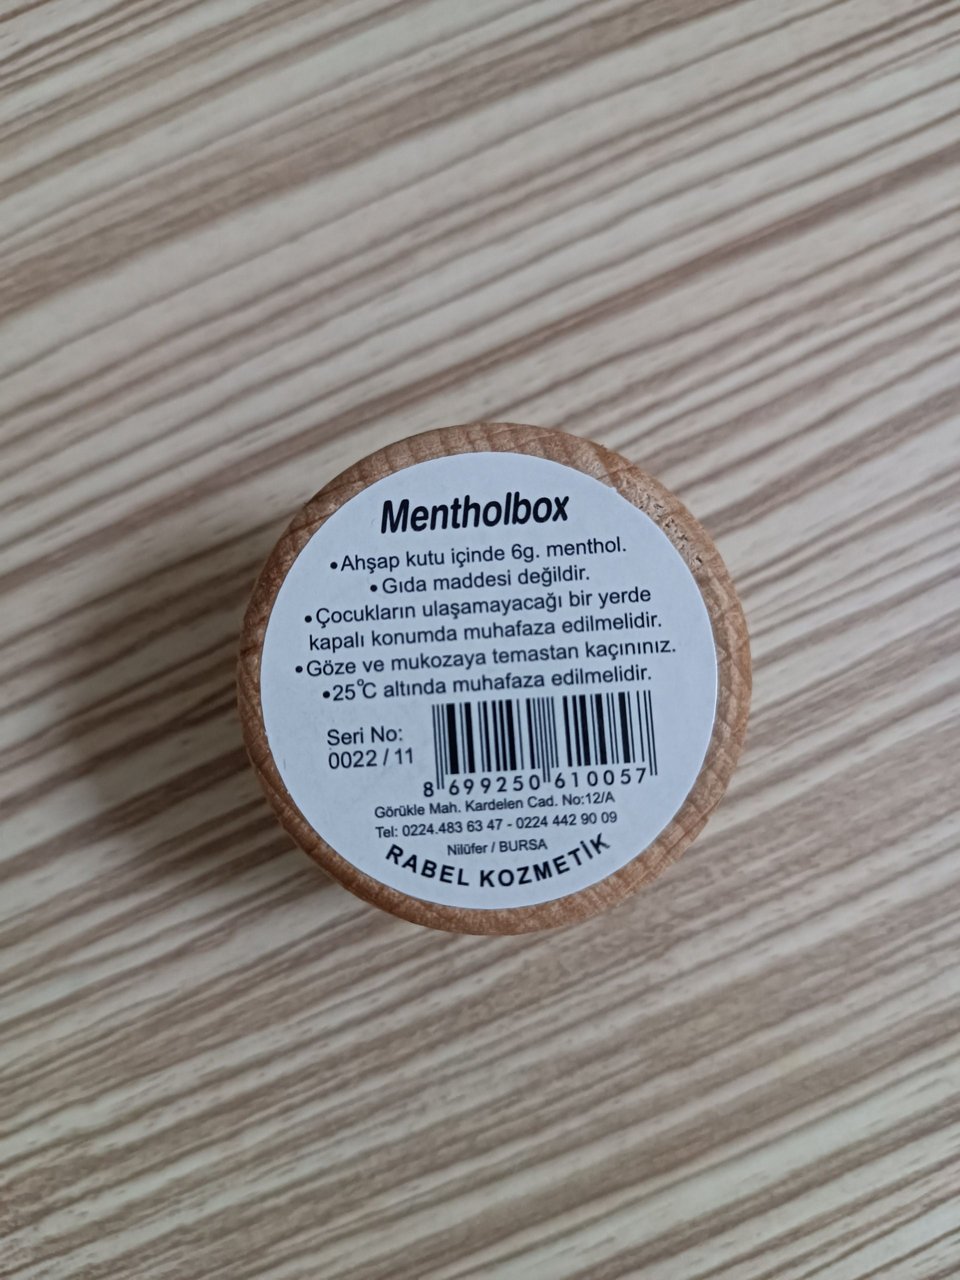 Mentholbox
•Ahşap kutu içinde 6g. menthol.
•Gıda maddesi değildir.
•Çocukların ulaşamayacağı bir yerde
kapalı konumda muhafaza edilmelidir.
•Göze ve mukozaya temastan kaçınınız.
•25°C altında muhafaza edilmelidir.
Seri No:
0022 / 11
8 699250 610057
Görükle Mah. Kardelen Cad. No:12/A
Tel: 0224.483 63 47 - 0224 442 90 09
Nilüfer / BURSA
RABEL KOZMETİK